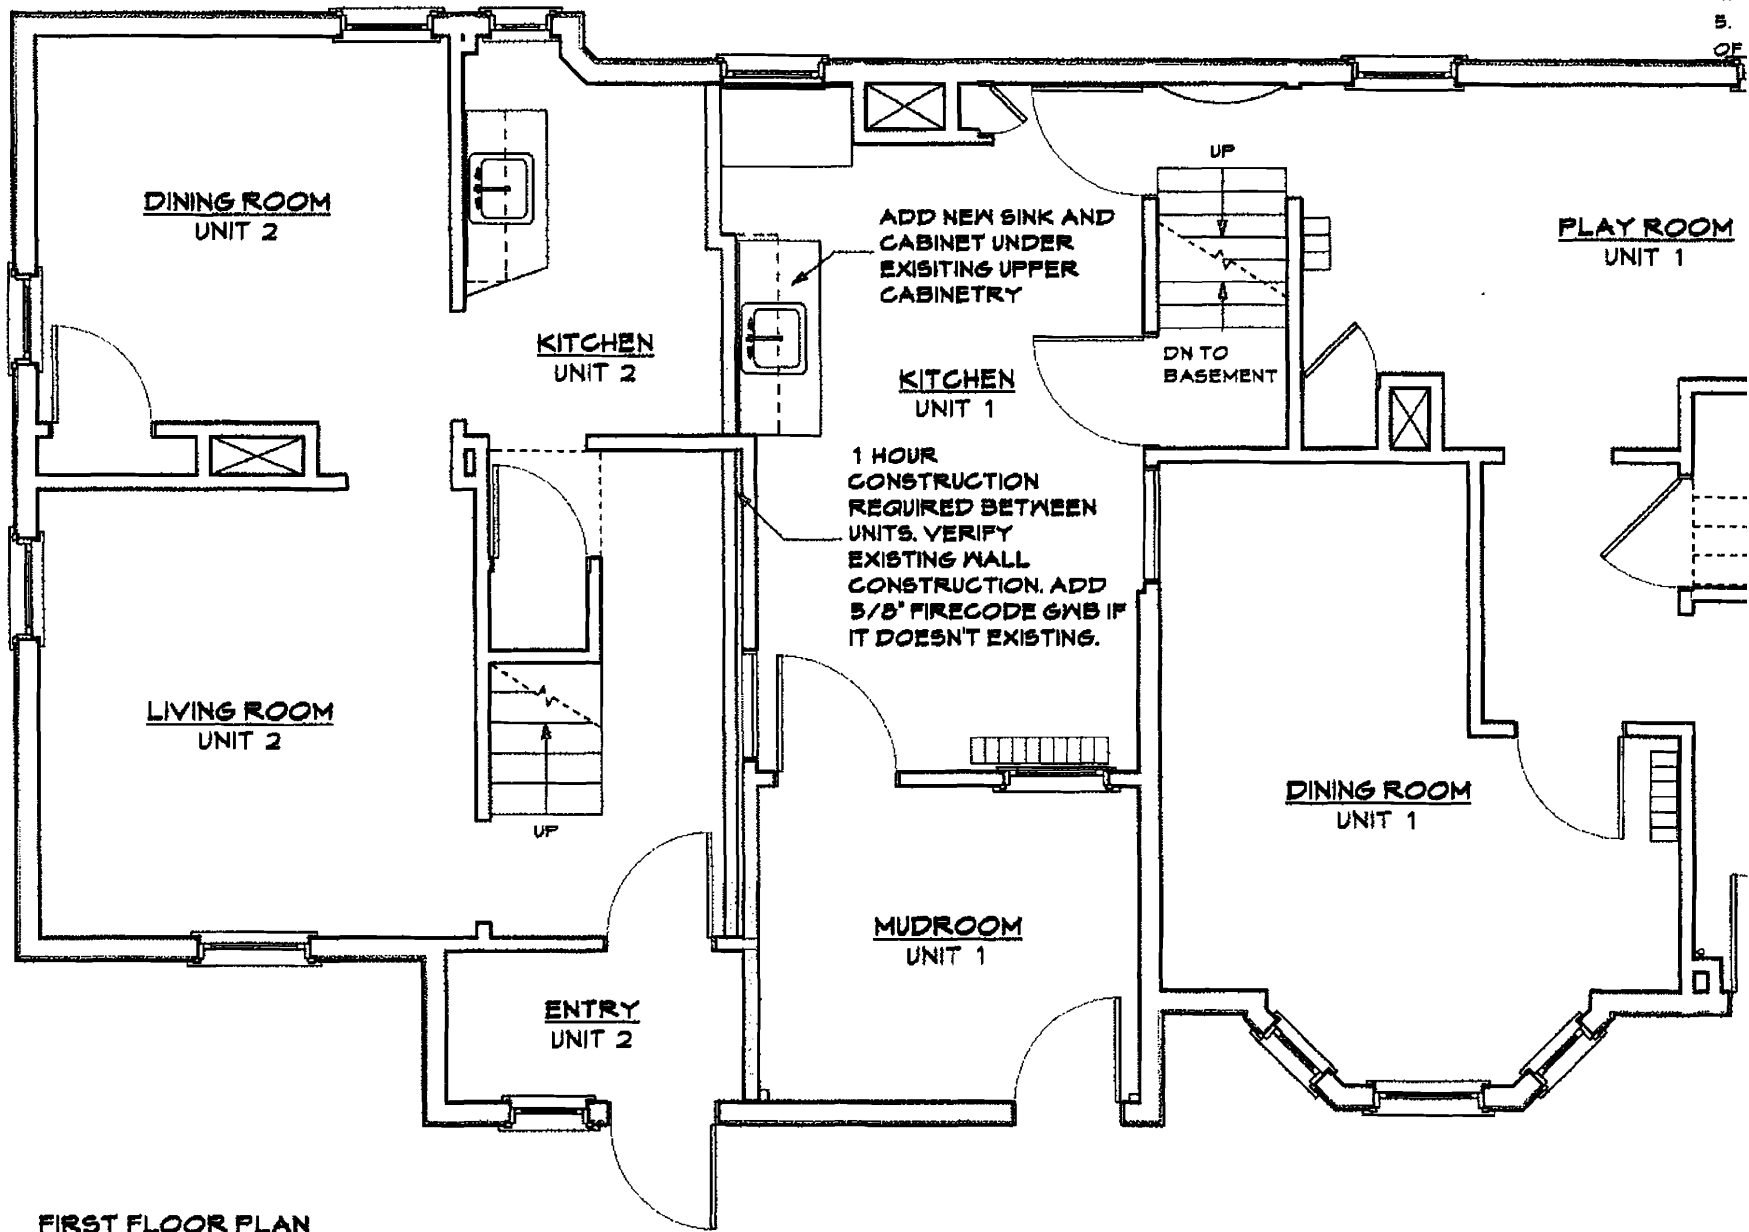 5.
OF
DINING ROOM
UNIT 2
UP
ADD NEW SINK AND
CABINET UNDER
EXISITING UPPER
CABINETRY
PLAY ROOM
UNIT 1
KITCHEN
UNIT 2
KITCHEN
UNIT 1
DN TO
BASEMENT
1 HOUR
CONSTRUCTION
REQUIRED BETWEEN
UNITS. VERIFY
EXISTING WALL
CONSTRUCTION. ADD
5/8" FIRECODE GWB IF
IT DOESN'T EXISTING.
LIVING ROOM
UNIT 2
UP
DINING ROOM
UNIT 1
MUDROOM
UNIT 1
ENTRY
UNIT 2
FIRST FLOOR PLAN